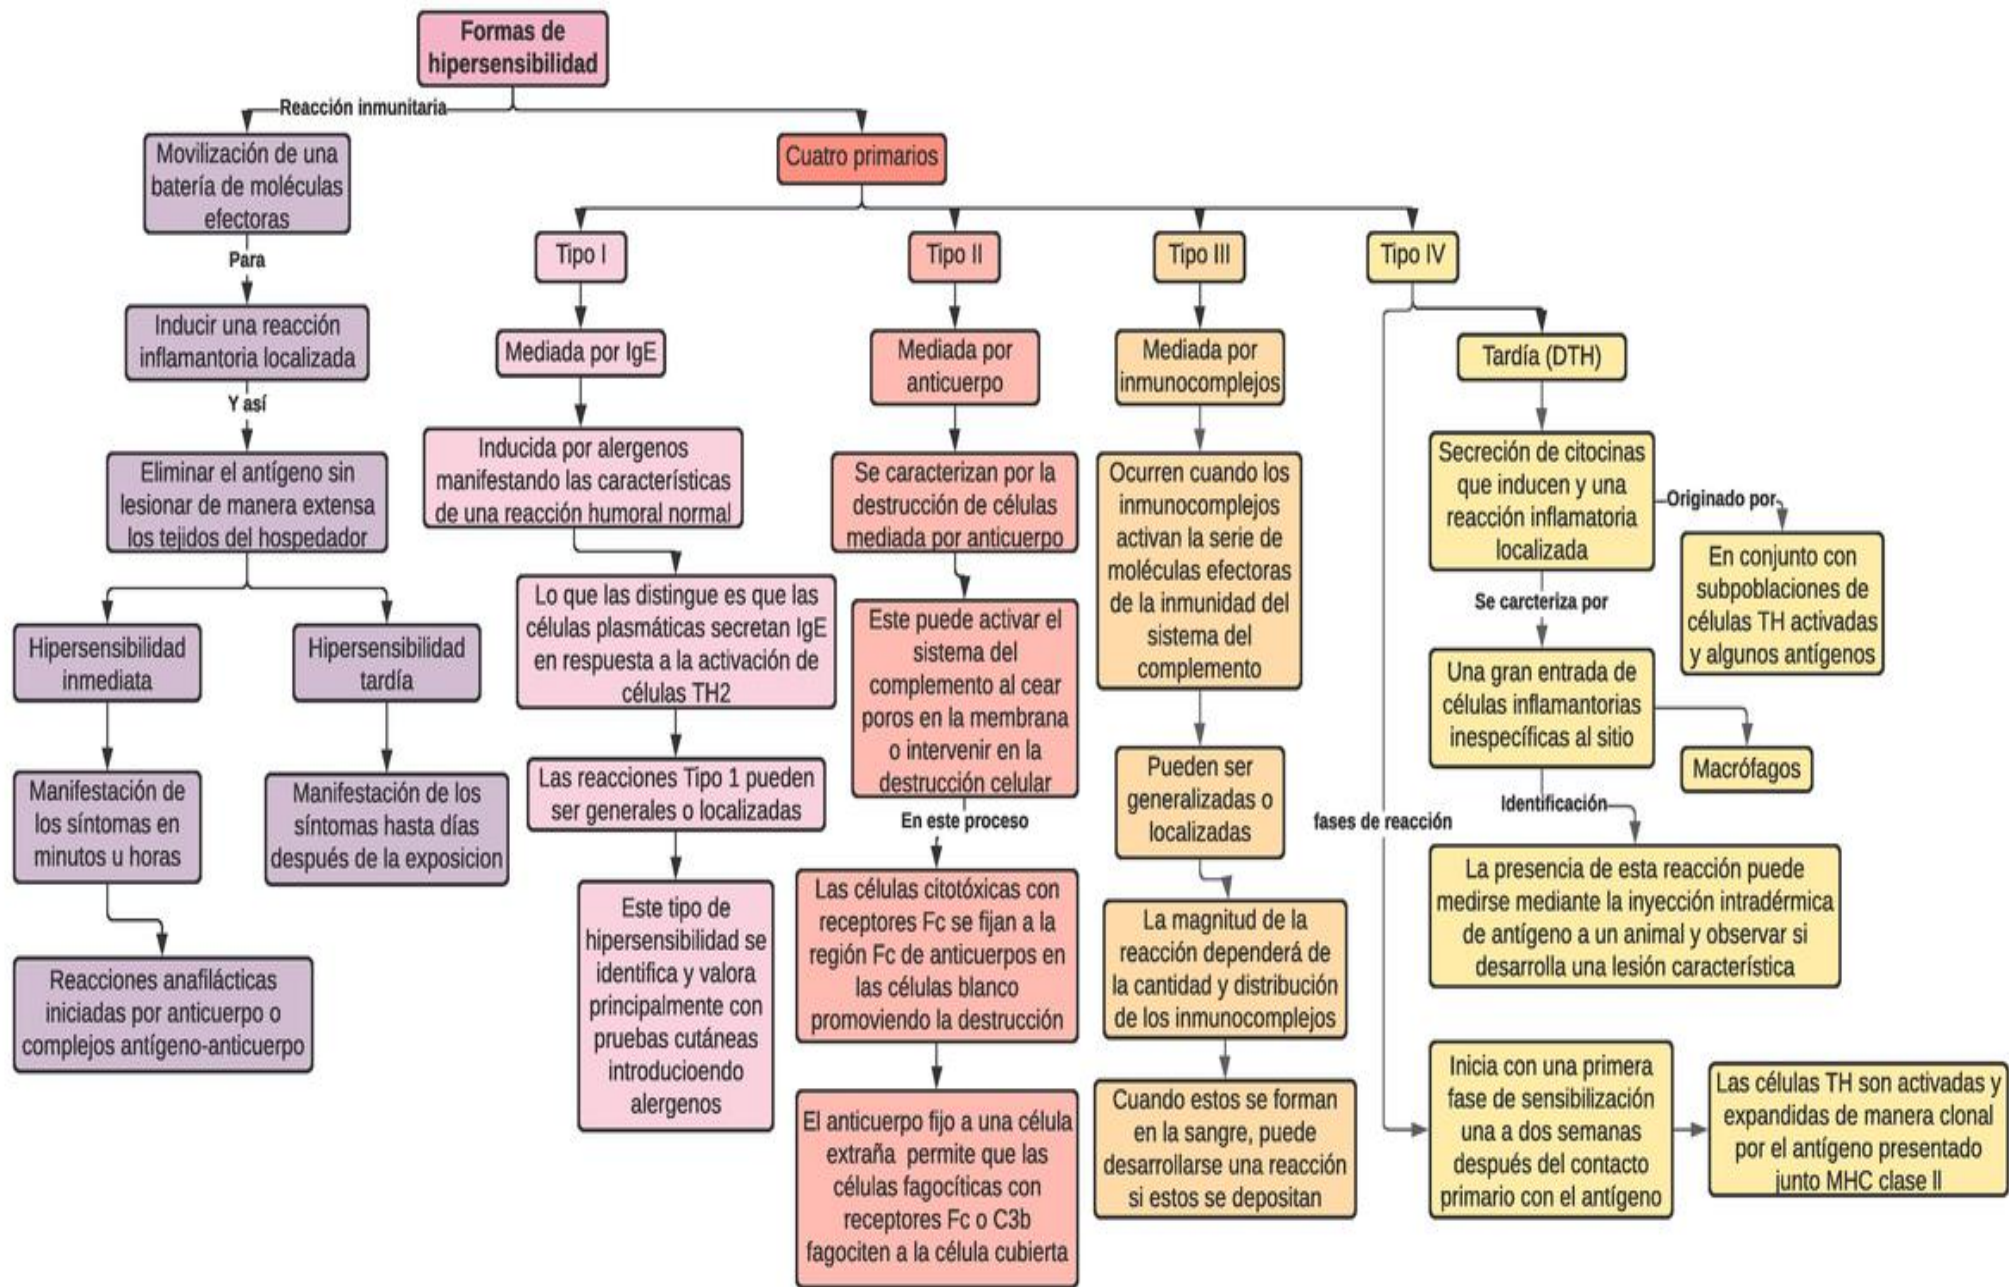 Formas de
hipersensibilidad
Reacción inmunitaria
Movilización de una
batería de moléculas
efectoras
Para
Inducir una reacción
inflamantoria localizada
Y así
Eliminar el antígeno sin
lesionar de manera extensa
los tejidos del hospedador
Hipersensibilidad
inmediata
Manifestación de
los síntomas en
minutos u horas
Reacciones anafilácticas
iniciadas por anticuerpo o
complejos antígeno-anticuerpo
Hipersensibilidad
tardía
Manifestación de los
síntomas hasta días
después de la exposicion
Cuatro primarios
Tipo I
Mediada por IgE
Inducida por alergenos
manifestando las características
de una reacción humoral normal
Lo que las distingue es que las
células plasmáticas secretan IgE
en respuesta a la activación de
células TH2
Las reacciones Tipo 1 pueden
ser generales o localizadas
Este tipo de
hipersensibilidad se
identifica y valora
principalmente con
pruebas cutáneas
introducioendo
alergenos
Tipo II
Mediada por
anticuerpo
Se caracterizan por la
destrucción de células
mediada por anticuerpo
Este puede activar el
sistema del
complemento al cear
poros en la membrana
o intervenir en la
destrucción celular
En este proceso
Las células citotóxicas con
receptores Fc se fijan a la
región Fc de anticuerpos en
las células blanco
promoviendo la destrucción
El anticuerpo fijo a una célula
extraña permite que las
células fagocíticas con
receptores Fc o C3b
fagociten a la célula cubierta
Tipo III
Mediada por
inmunocomplejos
Ocurren cuando los
inmunocomplejos
activan la serie de
moléculas efectoras
de la inmunidad del
sistema del
complemento
Pueden ser
generalizadas o
localizadas
La magnitud de la
reacción dependerá de
la cantidad y distribución
de los inmunocomplejos
Cuando estos se forman
en la sangre, puede
desarrollarse una reacción
si estos se depositan
Tipo IV
Tardía (DTH)
Secreción de citocinas
que inducen y una
reacción inflamatoria
localizada
Originado por
En conjunto con
subpoblaciones de
células TH activadas
y algunos antígenos
Se carcteriza por
Una gran entrada de
células inflamantorias
inespecíficas al sitio
Macrófagos
Identificación
La presencia de esta reacción puede
medirse mediante la inyección intradérmica
de antígeno a un animal y observar si
desarrolla una lesión característica
fases de reacción
Inicia con una primera
fase de sensibilización
una a dos semanas
después del contacto
primario con el antígeno
Las células TH son activadas y
expandidas de manera clonal
por el antígeno presentado
junto MHC clase II